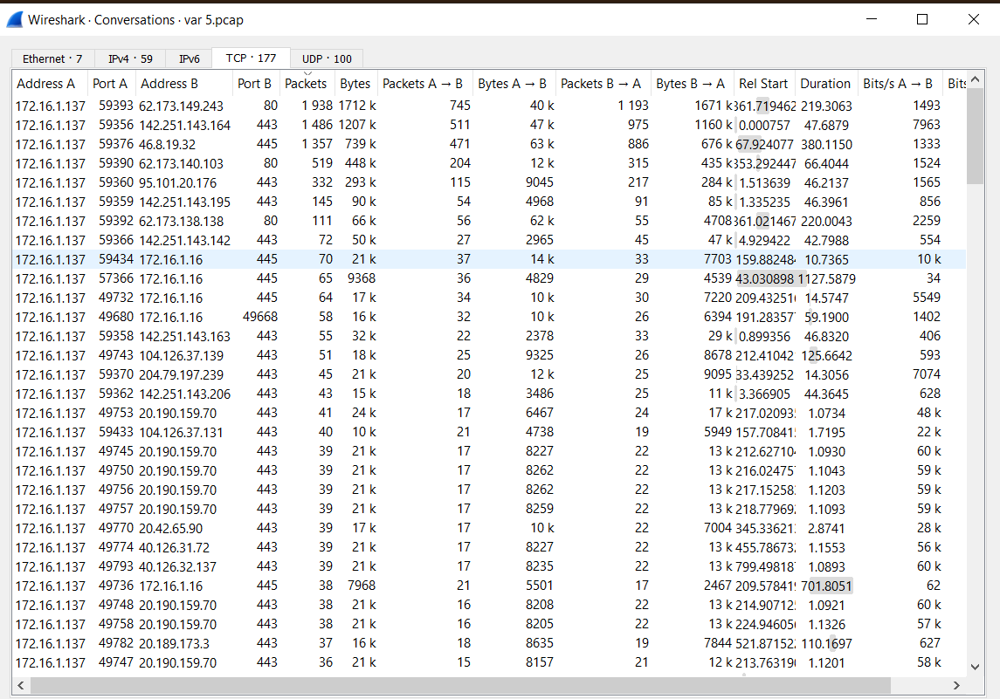 Wireshark · Conversations · var 5.pcap
Ethernet · 7 IPv4 · 59 IPv6 TCP · 177 UDP · 100
Address A Port A Address B Port B Packets Bytes Packets A → B Bytes A → B Packets B → A Bytes B → A Rel Start Duration Bits/s A → B Bits
172.16.1.137 59393 62.173.149.243 80 1 938 1712 k 745 40 k 1 193 1671 k 361.719462 219.3063 1493
172.16.1.137 59356 142.251.143.164 443 1 486 1207 k 511 47 k 975 1160 k 0.000757 47.6879 7963
172.16.1.137 59376 46.8.19.32 445 1 357 739 k 471 63 k 886 676 k 67.924077 380.1150 1333
172.16.1.137 59390 62.173.140.103 80 519 448 k 204 12 k 315 435 k 353.292447 66.4044 1524
172.16.1.137 59360 95.101.20.176 443 332 293 k 115 9045 217 284 k 1.513639 46.2137 1565
172.16.1.137 59359 142.251.143.195 443 145 90 k 54 4968 91 85 k 1.335235 46.3961 856
172.16.1.137 59392 62.173.138.138 80 111 66 k 56 62 k 55 4708 361.021467 220.0043 2259
172.16.1.137 59366 142.251.143.142 443 72 50 k 27 2965 45 47 k 4.929422 42.7988 554
172.16.1.137 59434 172.16.1.16 445 70 21 k 37 14 k 33 7703 159.882484 10.7365 10 k
172.16.1.137 57366 172.16.1.16 445 65 9368 36 4829 29 4539 43.030898 1127.5879 34
172.16.1.137 49732 172.16.1.16 445 64 17 k 34 10 k 30 7220 209.432516 14.5747 5549
172.16.1.137 49680 172.16.1.16 49668 58 16 k 32 10 k 26 6394 191.283577 59.1900 1402
172.16.1.137 59358 142.251.143.163 443 55 32 k 22 2378 33 29 k 0.899356 46.8320 406
172.16.1.137 49743 104.126.37.139 443 51 18 k 25 9325 26 8678 212.410421 125.6642 593
172.16.1.137 59370 204.79.197.239 443 45 21 k 20 12 k 25 9095 33.439252 14.3056 7074
172.16.1.137 59362 142.251.143.206 443 43 15 k 18 3486 25 11 k 3.366905 44.3645 628
172.16.1.137 49753 20.190.159.70 443 41 24 k 17 6467 24 17 k 217.02093 1.0734 48 k
172.16.1.137 59433 104.126.37.131 443 40 10 k 21 4738 19 5949 157.70841 1.7195 22 k
172.16.1.137 49745 20.190.159.70 443 39 21 k 17 8227 22 13 k 212.62710 1.0930 60 k
172.16.1.137 49750 20.190.159.70 443 39 21 k 17 8262 22 13 k 216.02475 1.1043 59 k
172.16.1.137 49756 20.190.159.70 443 39 21 k 17 8262 22 13 k 217.15258 1.1203 59 k
172.16.1.137 49757 20.190.159.70 443 39 21 k 17 8259 22 13 k 218.77969 1.1093 59 k
172.16.1.137 49770 20.42.65.90 443 39 17 k 17 10 k 22 7004 345.33621 2.8741 28 k
172.16.1.137 49774 40.126.31.72 443 39 21 k 17 8227 22 13 k 455.78673 1.1553 56 k
172.16.1.137 49793 40.126.32.137 443 39 21 k 17 8235 22 13 k 799.49818 1.0893 60 k
172.16.1.137 49736 172.16.1.16 445 38 7968 21 5501 17 2467 209.57841 701.8051 62
172.16.1.137 49748 20.190.159.70 443 38 21 k 16 8208 22 13 k 214.90712 1.0921 60 k
172.16.1.137 49758 20.190.159.70 443 38 21 k 16 8205 22 13 k 224.94605 1.1326 57 k
172.16.1.137 49782 20.189.173.3 443 37 16 k 18 8635 19 7844 521.87152 110.1697 627
172.16.1.137 49747 20.190.159.70 443 36 21 k 15 8157 21 12 k 213.76319 1.1201 58 k